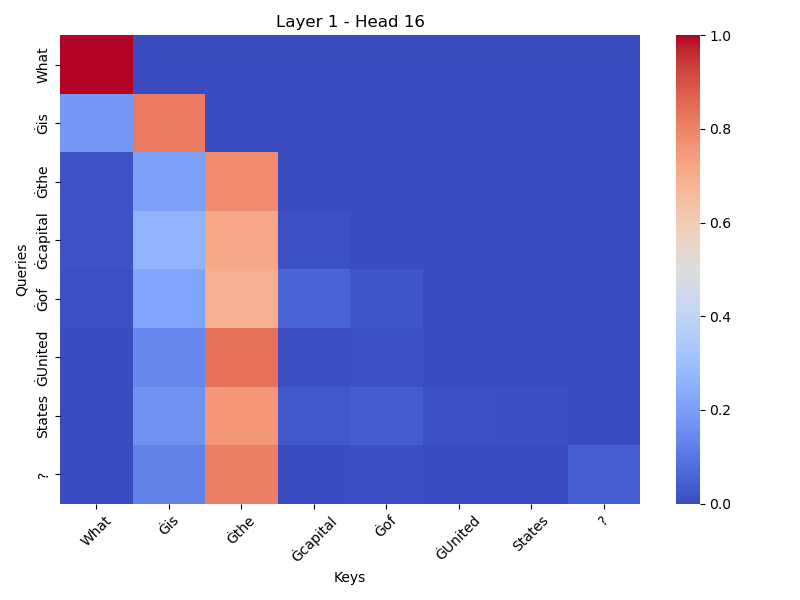 Layer 1 - Head 16
Queries
What
Ġis
Ġthe
Ġcapital
Ġof
ĠUnited
States
?
What
Ġis
Ġthe
Ġcapital
Ġof
ĠUnited
States
?
Keys
1.0
0.8
0.6
0.4
0.2
0.0